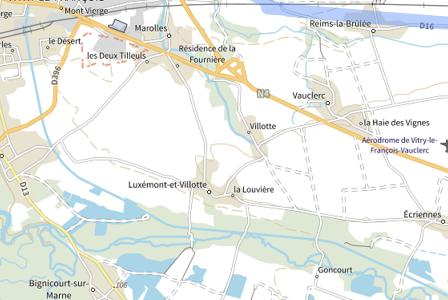 Mont Vierge
Marolles
Reims-la-Brûlée
D16
le Désert
les Deux Tilleuls
Résidence de la
Fournière
D396
N4
Vauclerc
la Haie des Vignes
Villotte
Aérodrome de Vitry-le-
François-Vauclerc
D13
Luxémont-et-Villotte
la Louvière
Écriennes
Goncourt
Bignicourt-sur-
Marne